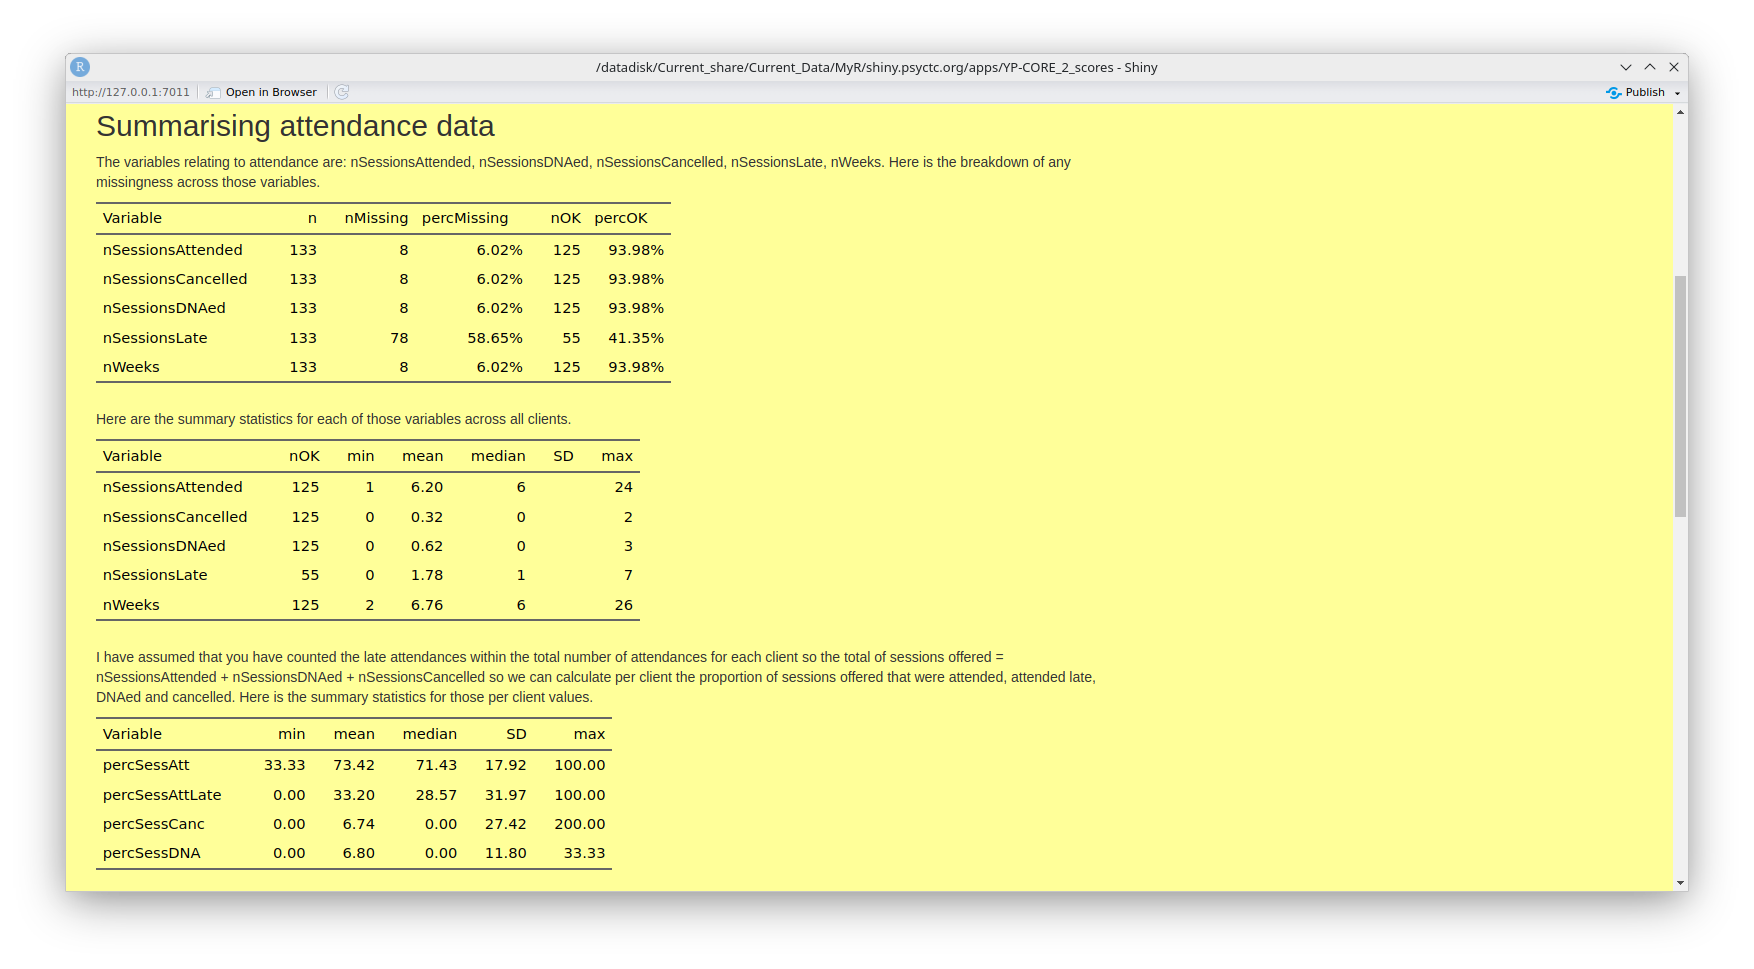 R
/datadisk/Current_share/Current_Data/MyR/shiny.psyctc.org/apps/YP-CORE_2_scores - Shiny
http://127.0.0.1:7011 Open in Browser Publish
Summarising attendance data
The variables relating to attendance are: nSessionsAttended, nSessionsDNAed, nSessionsCancelled, nSessionsLate, nWeeks. Here is the breakdown of any
missingness across those variables.
Variable n nMissing percMissing nOK percOK
nSessionsAttended 133 8 6.02% 125 93.98%
nSessionsCancelled 133 8 6.02% 125 93.98%
nSessionsDNAed 133 8 6.02% 125 93.98%
nSessionsLate 133 78 58.65% 55 41.35%
nWeeks 133 8 6.02% 125 93.98%
Here are the summary statistics for each of those variables across all clients.
Variable nOK min mean median SD max
nSessionsAttended 125 1 6.20 6 24
nSessionsCancelled 125 0 0.32 0 2
nSessionsDNAed 125 0 0.62 0 3
nSessionsLate 55 0 1.78 1 7
nWeeks 125 2 6.76 6 26
I have assumed that you have counted the late attendances within the total number of attendances for each client so the total of sessions offered =
nSessionsAttended + nSessionsDNAed + nSessionsCancelled so we can calculate per client the proportion of sessions offered that were attended, attended late,
DNAed and cancelled. Here is the summary statistics for those per client values.
Variable min mean median SD max
percSessAtt 33.33 73.42 71.43 17.92 100.00
percSessAttLate 0.00 33.20 28.57 31.97 100.00
percSessCanc 0.00 6.74 0.00 27.42 200.00
percSessDNA 0.00 6.80 0.00 11.80 33.33